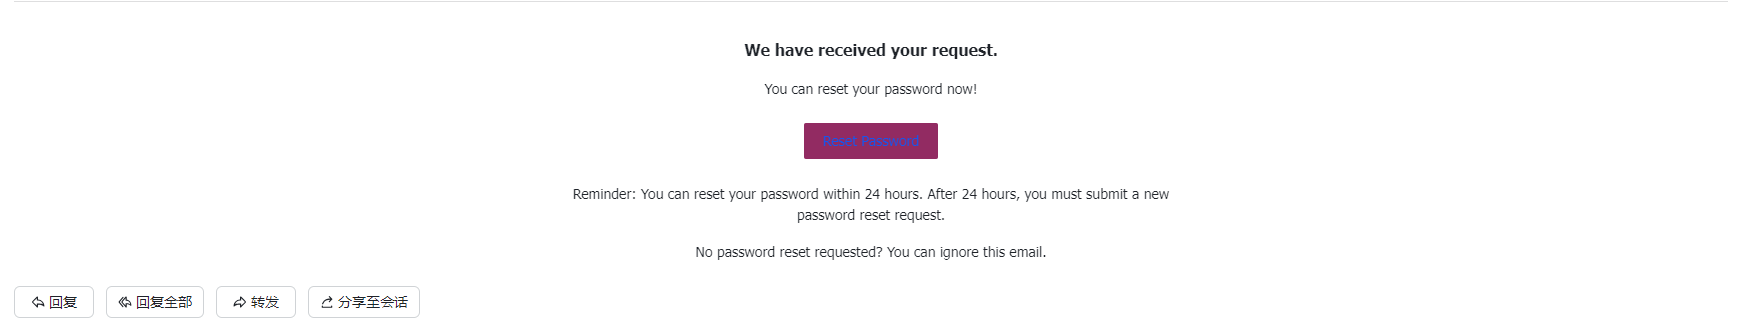 We have received your request.
You can reset your password now!
Reset Password
Reminder: You can reset your password within 24 hours. After 24 hours, you must submit a new
password reset request.
No password reset requested? You can ignore this email.
回复
回复全部
转发
分享至会话